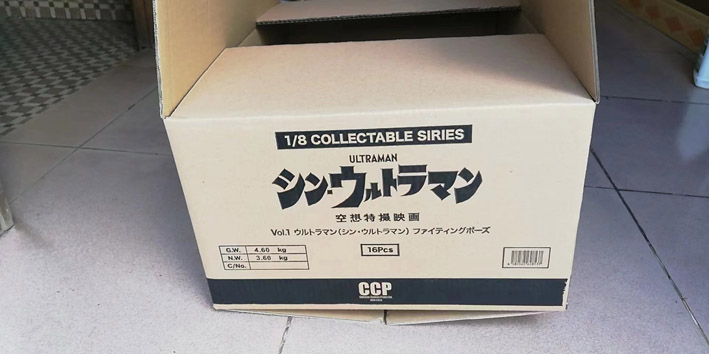 1/8 COLLECTABLE SIRIES
ULTRAMAN
シン・ウルトラマン
空想特撮映画
Vol.1 ウルトラマン(シン・ウルトラマン) ファイティングポーズ
16Pcs
G.W. 4.60 kg
N.W. 3.60 kg
C/No.
CCP